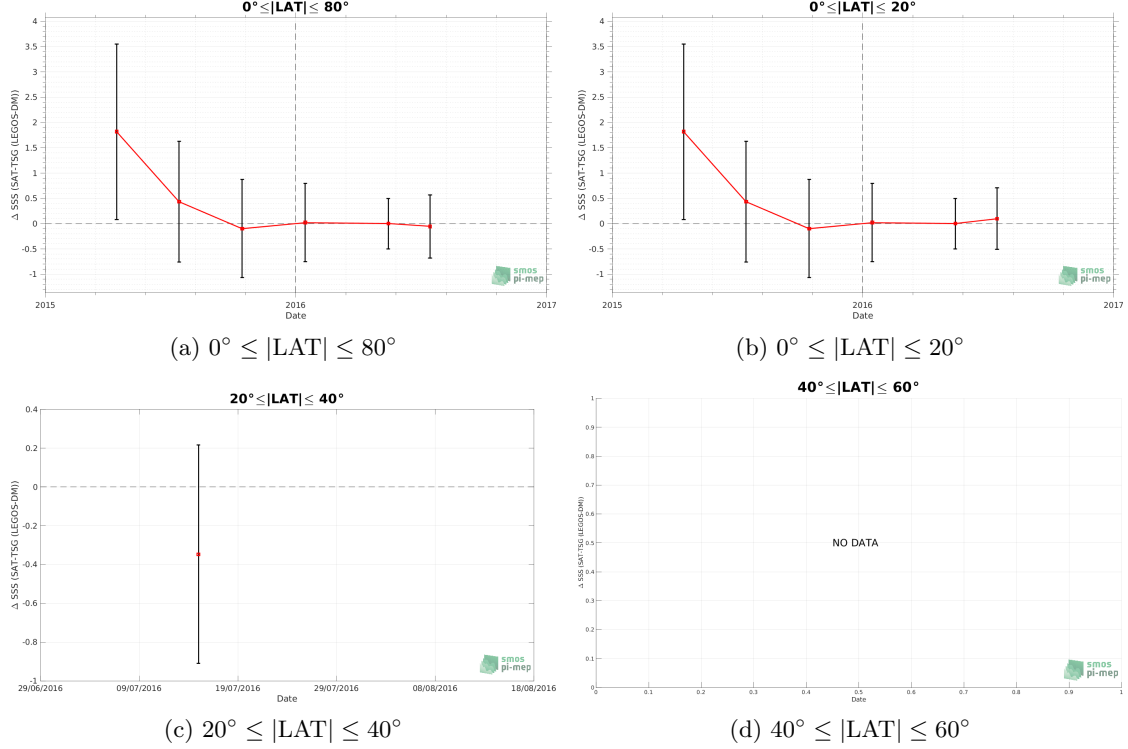 0°≤|LAT|≤ 80°
4
3.5
3
2.5
2
1.5
1
0.5
0
-0.5
-1
Δ SSS (SAT-TSG (LEGOS-DM))
2015
2016
2017
Date
smos
pi-mep
(a) 0° ≤ |LAT| ≤ 80°
0°≤|LAT|≤ 20°
4
3.5
3
2.5
2
1.5
1
0.5
0
-0.5
-1
Δ SSS (SAT-TSG (LEGOS-DM))
2015
2016
2017
Date
smos
pi-mep
(b) 0° ≤ |LAT| ≤ 20°
20°≤|LAT|≤ 40°
0.4
0.2
0
-0.2
-0.4
-0.6
-0.8
-1
Δ SSS (SAT-TSG (LEGOS-DM))
29/06/2016
09/07/2016
19/07/2016
29/07/2016
08/08/2016
18/08/2016
Date
smos
pi-mep
(c) 20° ≤ |LAT| ≤ 40°
40°≤|LAT|≤ 60°
1
0.9
0.8
0.7
0.6
0.5
0.4
0.3
0.2
0.1
0
Δ SSS (SAT-TSG (LEGOS-DM))
NO DATA
0
0.1
0.2
0.3
0.4
0.5
0.6
0.7
0.8
0.9
1
Date
smos
pi-mep
(d) 40° ≤ |LAT| ≤ 60°